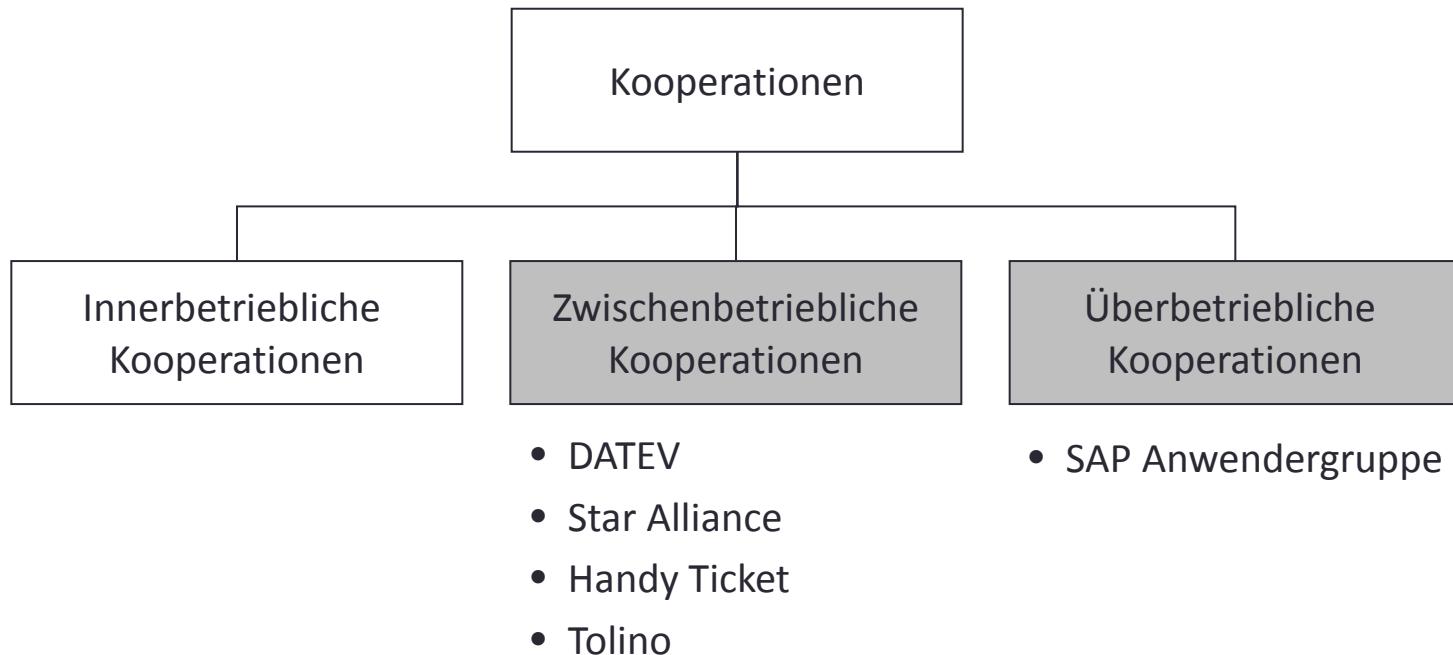 Kooperationen
Innerbetriebliche
Kooperationen
Zwischenbetriebliche
Kooperationen
Überbetriebliche
Kooperationen
• DATEV
• Star Alliance
• Handy Ticket
• Tolino
• SAP Anwendergruppe